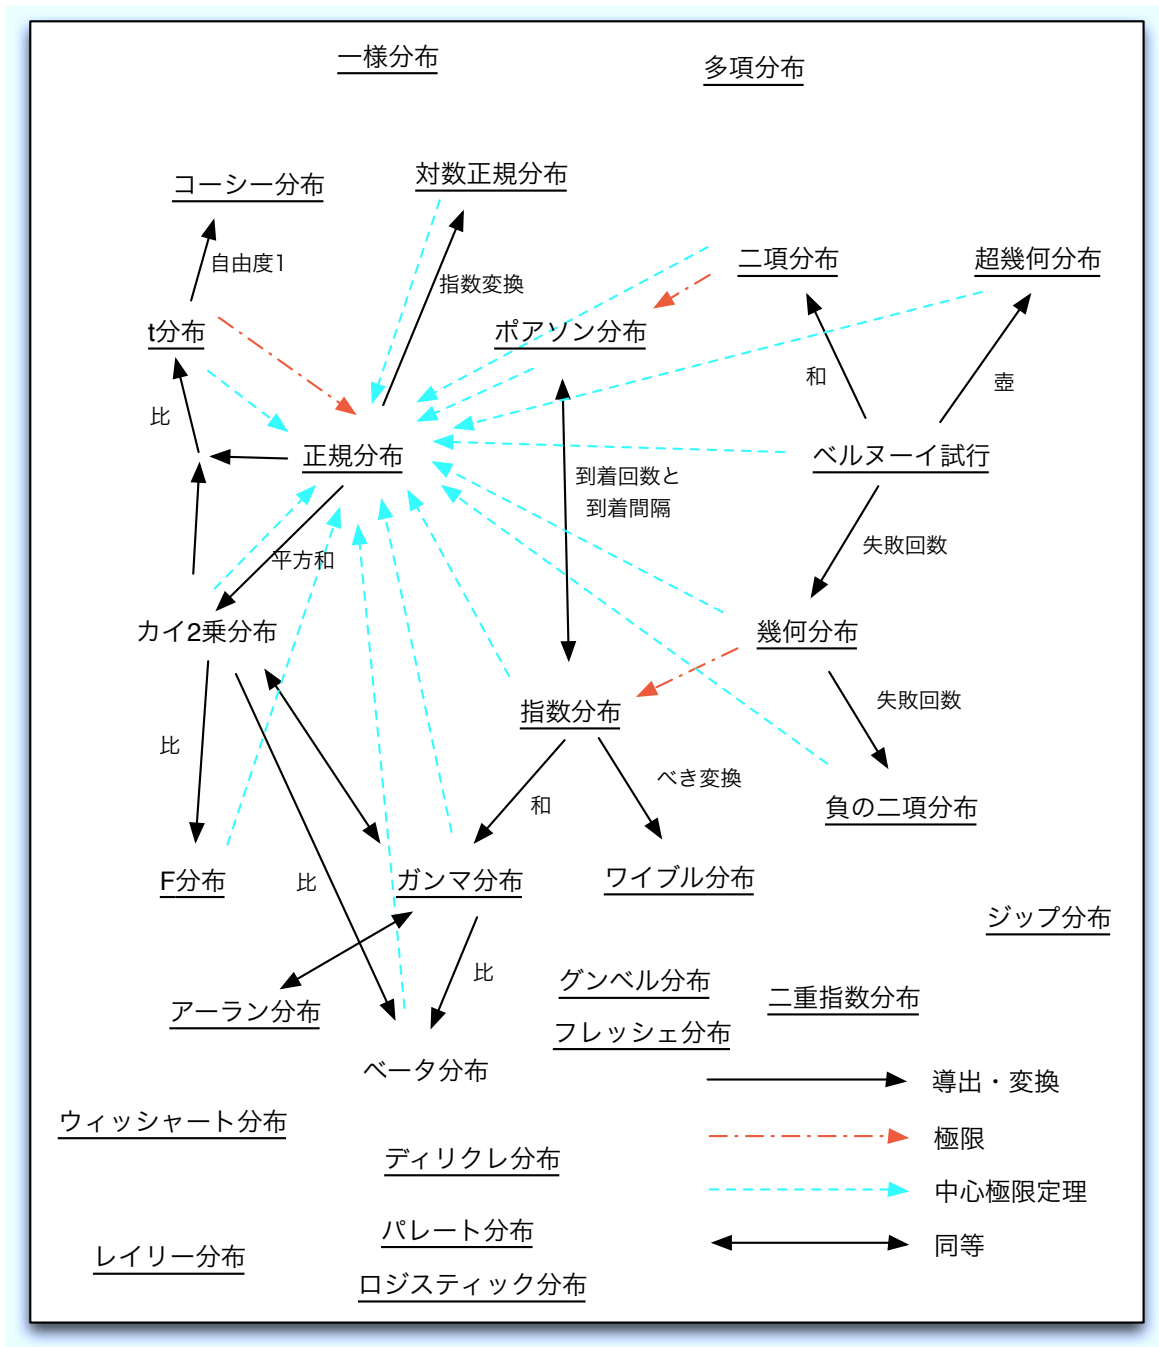 一様分布
多項分布
コーシー分布
対数正規分布
二項分布
超幾何分布
自由度1
指数変換
t分布
ポアソン分布
和
壺
比
正規分布
ベルヌーイ試行
到着回数と
到着間隔
失敗回数
平方和
カイ2乗分布
幾何分布
失敗回数
指数分布
比
べき変換
和
負の二項分布
F分布
比
ガンマ分布
ワイブル分布
ジップ分布
比
グンベル分布
二重指数分布
アーラン分布
フレッシェ分布
ベータ分布
導出・変換
ウィッシャート分布
極限
ディリクレ分布
中心極限定理
パレート分布
同等
レイリー分布
ロジスティック分布